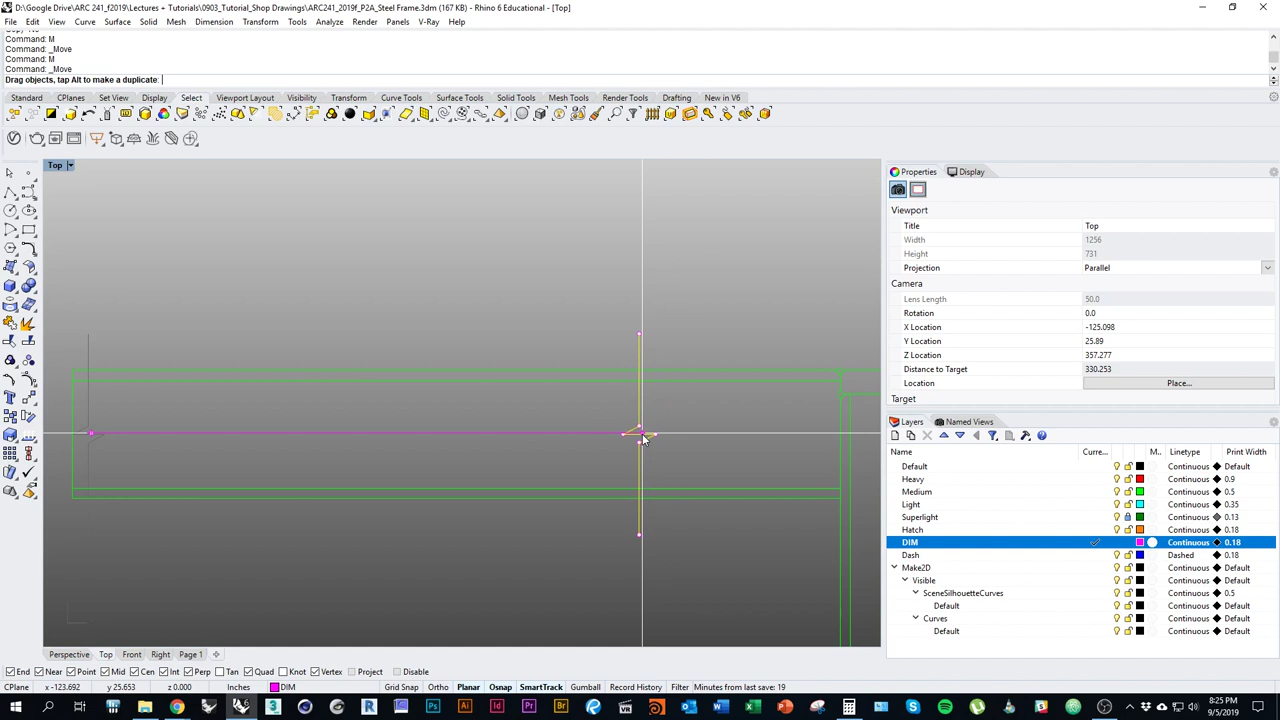 D:\Google Drive\ARC 241_f2019\Lectures + Tutorials\0903_Tutorial_Shop Drawings\ARC241_2019f_P2A_Steel Frame.3dm (167 KB) - Rhino 6 Educational - [Top]
File Edit View Curve Surface Solid Mesh Dimension Transform Tools Analyze Render Panels V-Ray Help
Command: M
Command: _Move
Command: M
Command: _Move
Drag objects, tap Alt to make a duplicate:
Standard CPlanes Set View Display Select Viewport Layout Visibility Transform Curve Tools Surface Tools Solid Tools Mesh Tools Render Tools Drafting New in V6
Top
Properties Display
Viewport
Title Top
Width 1256
Height 731
Projection Parallel
Camera
Lens Length 50.0
Rotation 0.0
X Location -125.098
Y Location 25.89
Z Location 357.277
Distance to Target 330.253
Location Place...
Target
Layers Named Views
Name Curre... M.. Linetype Print Width
Default Continuous Default
Heavy Continuous 0.9
Medium Continuous 0.5
Light Continuous 0.35
Superlight Continuous 0.13
Hatch Continuous 0.18
DIM Continuous 0.18
Dash Dashed 0.18
Make2D Continuous Default
Visible Continuous Default
SceneSilhouetteCurves Continuous 0.5
Default Continuous Default
Curves Continuous Default
Default Continuous Default
Perspective Top Front Right Page 1
End Near Point Mid Cen Int Perp Tan Quad Knot Vertex Project Disable
CPlane x -123.692 y 25.653 z 0.000 Inches DIM Grid Snap Ortho Planar Osnap SmartTrack Gumball Record History Filter Minutes from last save: 19
8:25 PM
9/5/2019